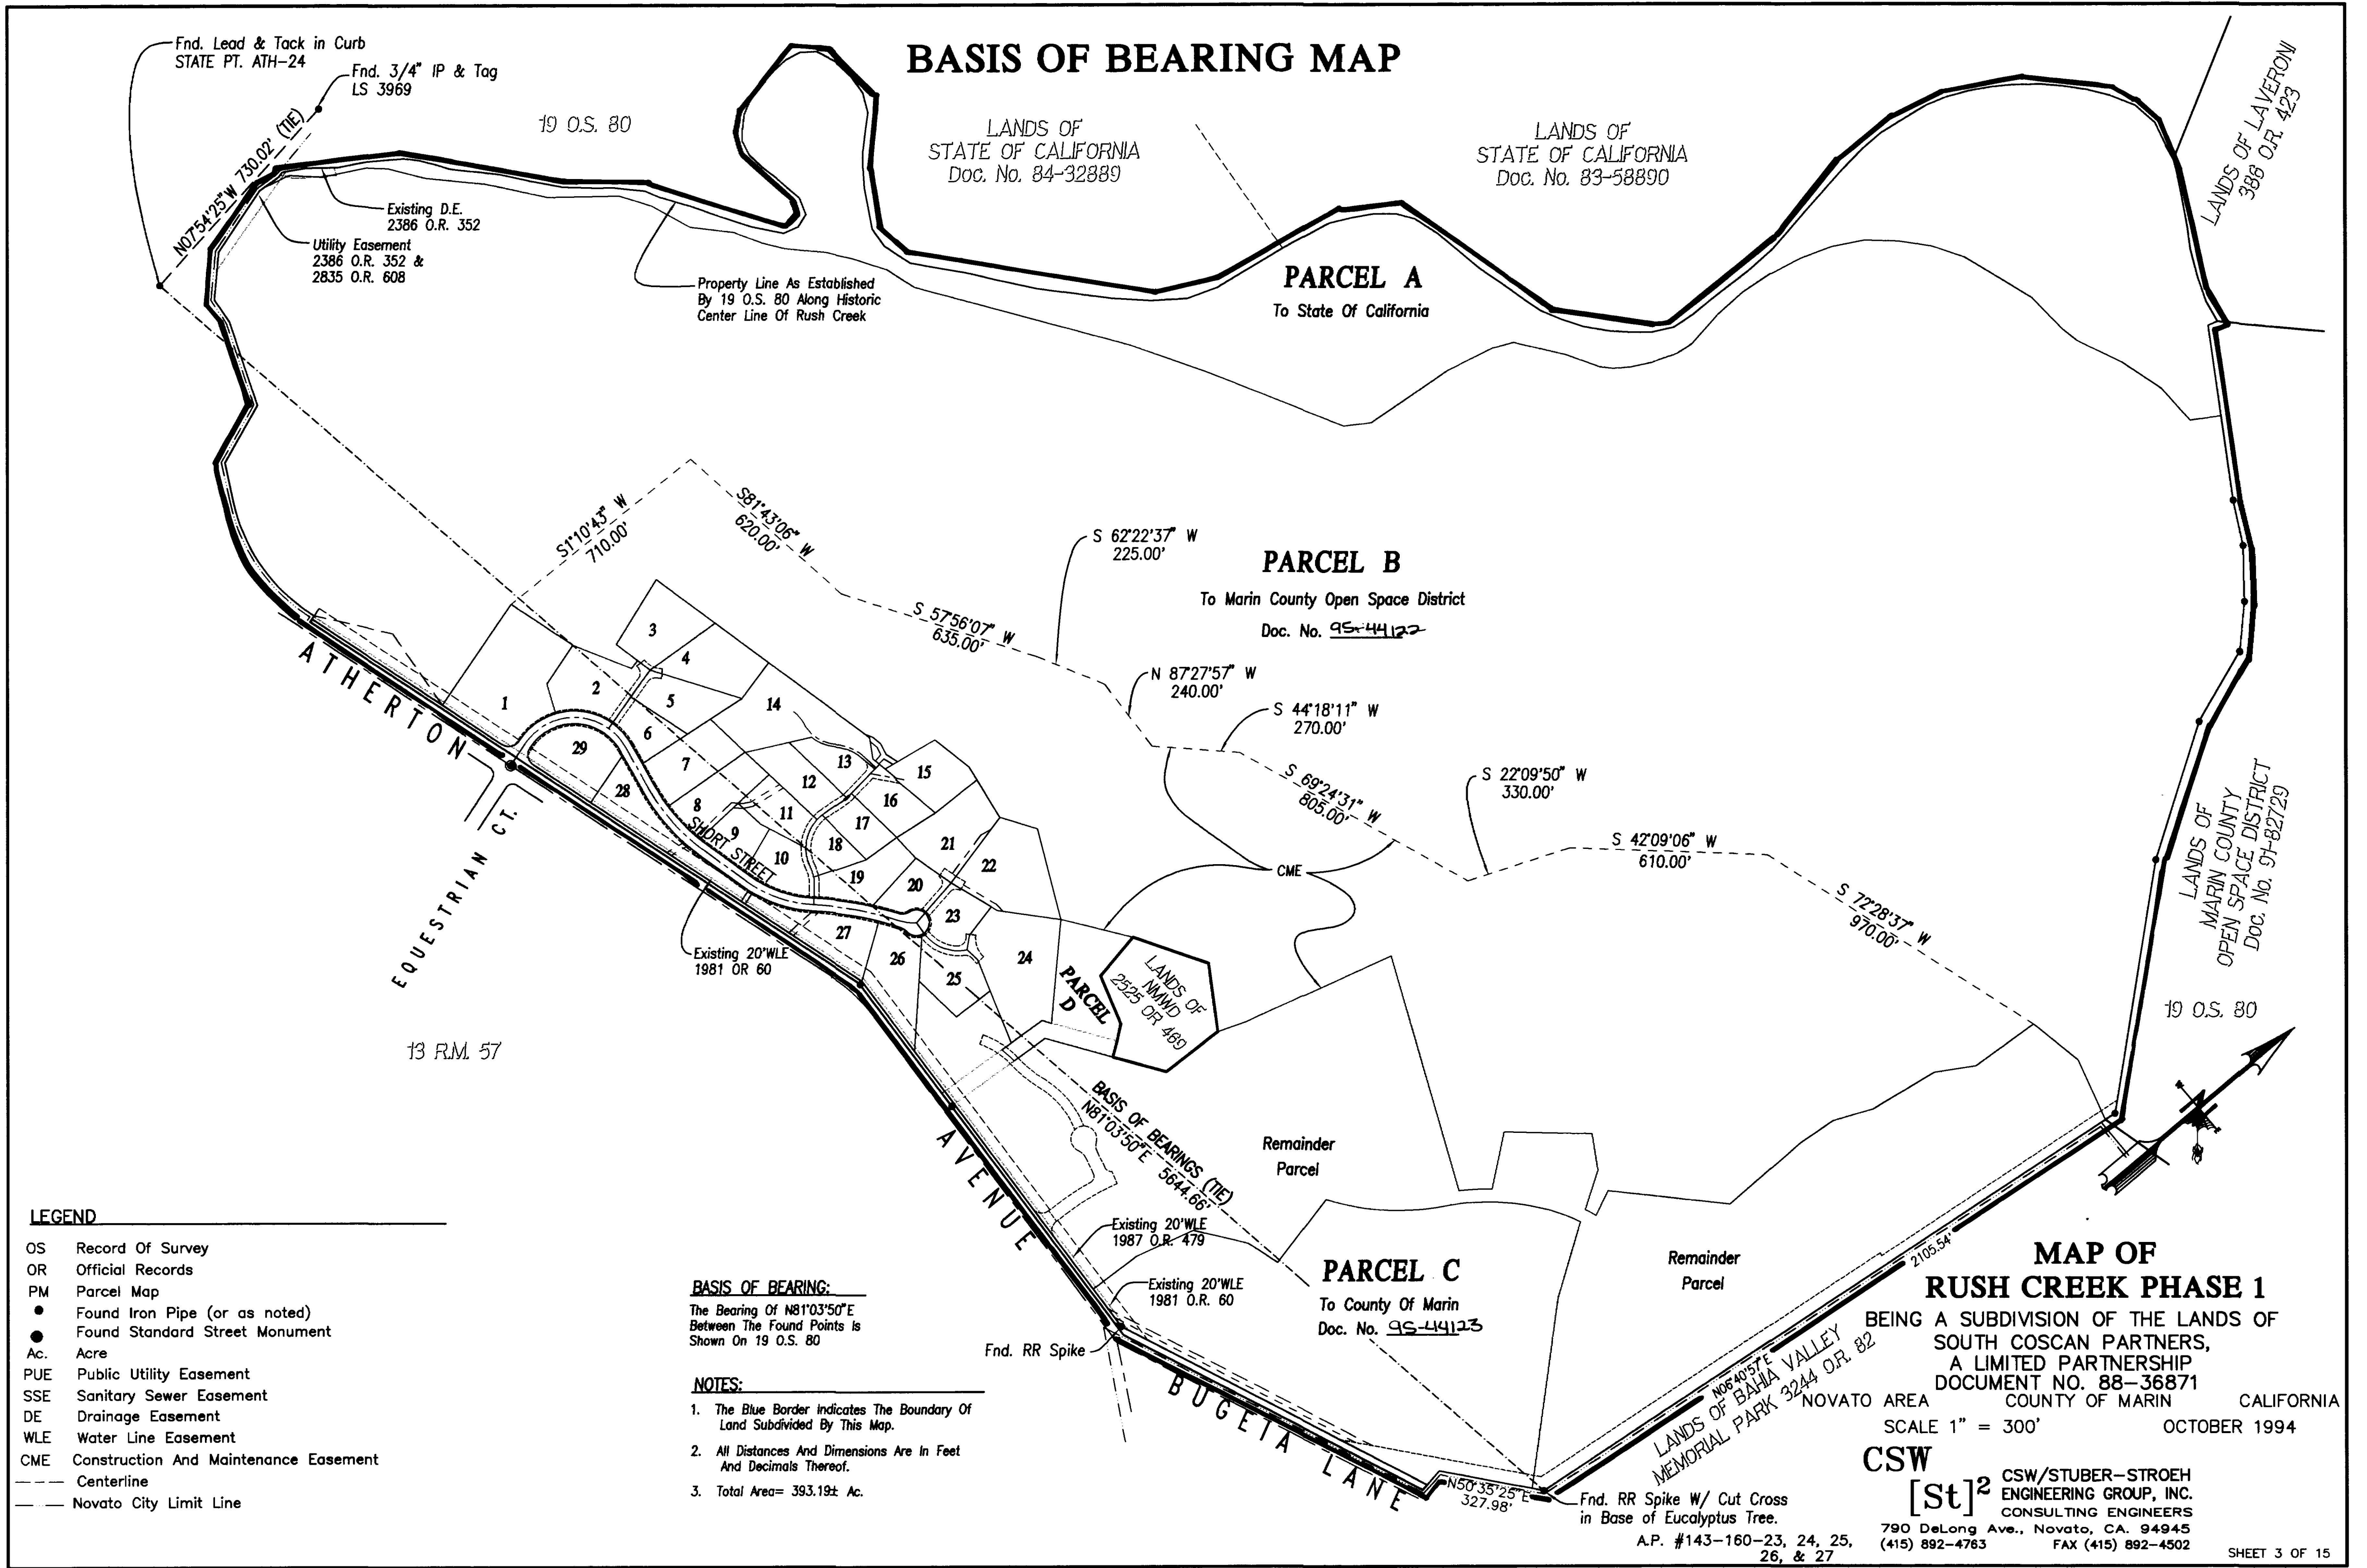 BASIS OF BEARING MAP
Fnd. Lead & Tack in Curb
STATE PT. ATH-24
Fnd. 3/4" IP & Tag
LS 3969
N07°54'25"W 730.02' (TIE)
19 O.S. 80
Existing D.E.
2386 O.R. 352
Utility Easement
2386 O.R. 352 &
2835 O.R. 608
Property Line As Established
By 19 O.S. 80 Along Historic
Center Line Of Rush Creek
LANDS OF
STATE OF CALIFORNIA
Doc. No. 84-32889
LANDS OF
STATE OF CALIFORNIA
Doc. No. 83-58890
LANDS OF LAVERONI
386 O.R. 423
PARCEL A
To State Of California
S1°10'43" W
710.00'
S81°43'06" W
620.00'
S 57°56'07" W
635.00'
S 62°22'37" W
225.00'
PARCEL B
To Marin County Open Space District
Doc. No. 95-44122
N 87°27'57" W
240.00'
S 44°18'11" W
270.00'
S 69°24'31" W
805.00'
S 22°09'50" W
330.00'
S 42°09'06" W
610.00'
S 72°28'37" W
970.00'
CME
LANDS OF
MARIN COUNTY
OPEN SPACE DISTRICT
Doc. No. 91-82729
19 O.S. 80
1
2
3
4
5
6
7
8
9
10
11
12
13
14
15
16
17
18
19
20
21
22
23
24
25
26
27
28
29
SHORT STREET
ATHERTON
AVENUE
EQUESTRIAN CT.
Existing 20'WLE
1981 OR 60
13 R.M. 57
PARCEL
D
LANDS OF
NMWD
2525 OR 469
BASIS OF BEARINGS (TIE)
N81°03'50"E 5644.66'
Remainder
Parcel
Existing 20'WLE
1987 O.R. 479
Existing 20'WLE
1981 O.R. 60
Fnd. RR Spike
PARCEL C
To County Of Marin
Doc. No. 95-44123
Remainder
Parcel
BUGEIA LANE
N50°35'25"E
327.98'
N06°40'57"E
2105.54'
LANDS OF BAHIA VALLEY
MEMORIAL PARK 3244 O.R. 82
Fnd. RR Spike W/ Cut Cross
in Base of Eucalyptus Tree.
A.P. #143-160-23, 24, 25,
26, & 27
LEGEND
OS Record Of Survey
OR Official Records
PM Parcel Map
Found Iron Pipe (or as noted)
Found Standard Street Monument
Ac. Acre
PUE Public Utility Easement
SSE Sanitary Sewer Easement
DE Drainage Easement
WLE Water Line Easement
CME Construction And Maintenance Easement
Centerline
Novato City Limit Line
BASIS OF BEARING:
The Bearing Of N81°03'50"E
Between The Found Points Is
Shown On 19 O.S. 80
NOTES:
1. The Blue Border Indicates The Boundary Of
Land Subdivided By This Map.
2. All Distances And Dimensions Are In Feet
And Decimals Thereof.
3. Total Area= 393.19± Ac.
MAP OF
RUSH CREEK PHASE 1
BEING A SUBDIVISION OF THE LANDS OF
SOUTH COSCAN PARTNERS,
A LIMITED PARTNERSHIP
DOCUMENT NO. 88-36871
NOVATO AREA COUNTY OF MARIN CALIFORNIA
SCALE 1" = 300' OCTOBER 1994
CSW
[St]²
CSW/STUBER-STROEH
ENGINEERING GROUP, INC.
CONSULTING ENGINEERS
790 DeLong Ave., Novato, CA. 94945
(415) 892-4763 FAX (415) 892-4502
SHEET 3 OF 15